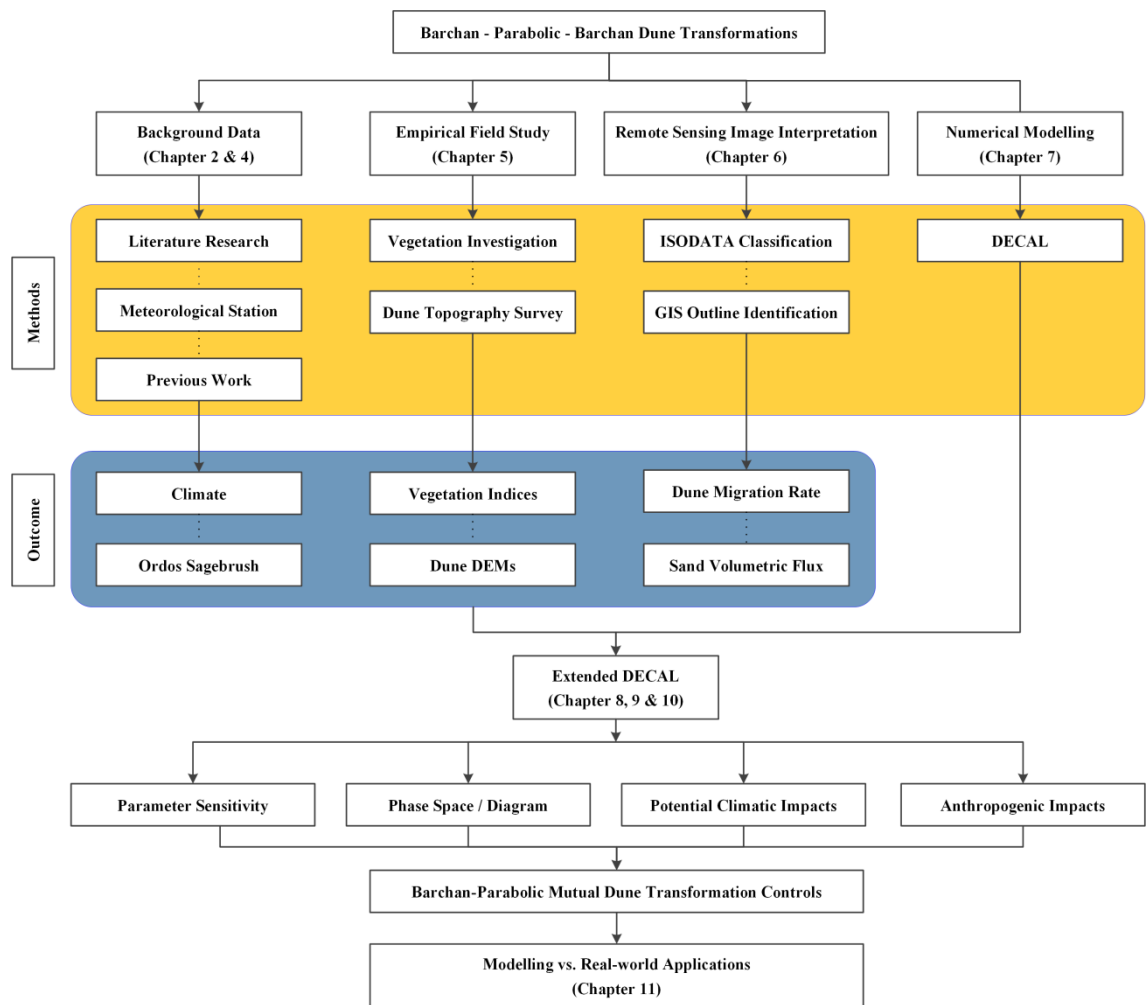 Barchan - Parabolic - Barchan Dune Transformations
Background Data
(Chapter 2 & 4)
Empirical Field Study
(Chapter 5)
Remote Sensing Image Interpretation
(Chapter 6)
Numerical Modelling
(Chapter 7)
Methods
Literature Research
Vegetation Investigation
ISODATA Classification
DECAL
Meteorological Station
Dune Topography Survey
GIS Outline Identification
Previous Work
Outcome
Climate
Vegetation Indices
Dune Migration Rate
Ordos Sagebrush
Dune DEMs
Sand Volumetric Flux
Extended DECAL
(Chapter 8, 9 & 10)
Parameter Sensitivity
Phase Space / Diagram
Potential Climatic Impacts
Anthropogenic Impacts
Barchan-Parabolic Mutual Dune Transformation Controls
Modelling vs. Real-world Applications
(Chapter 11)